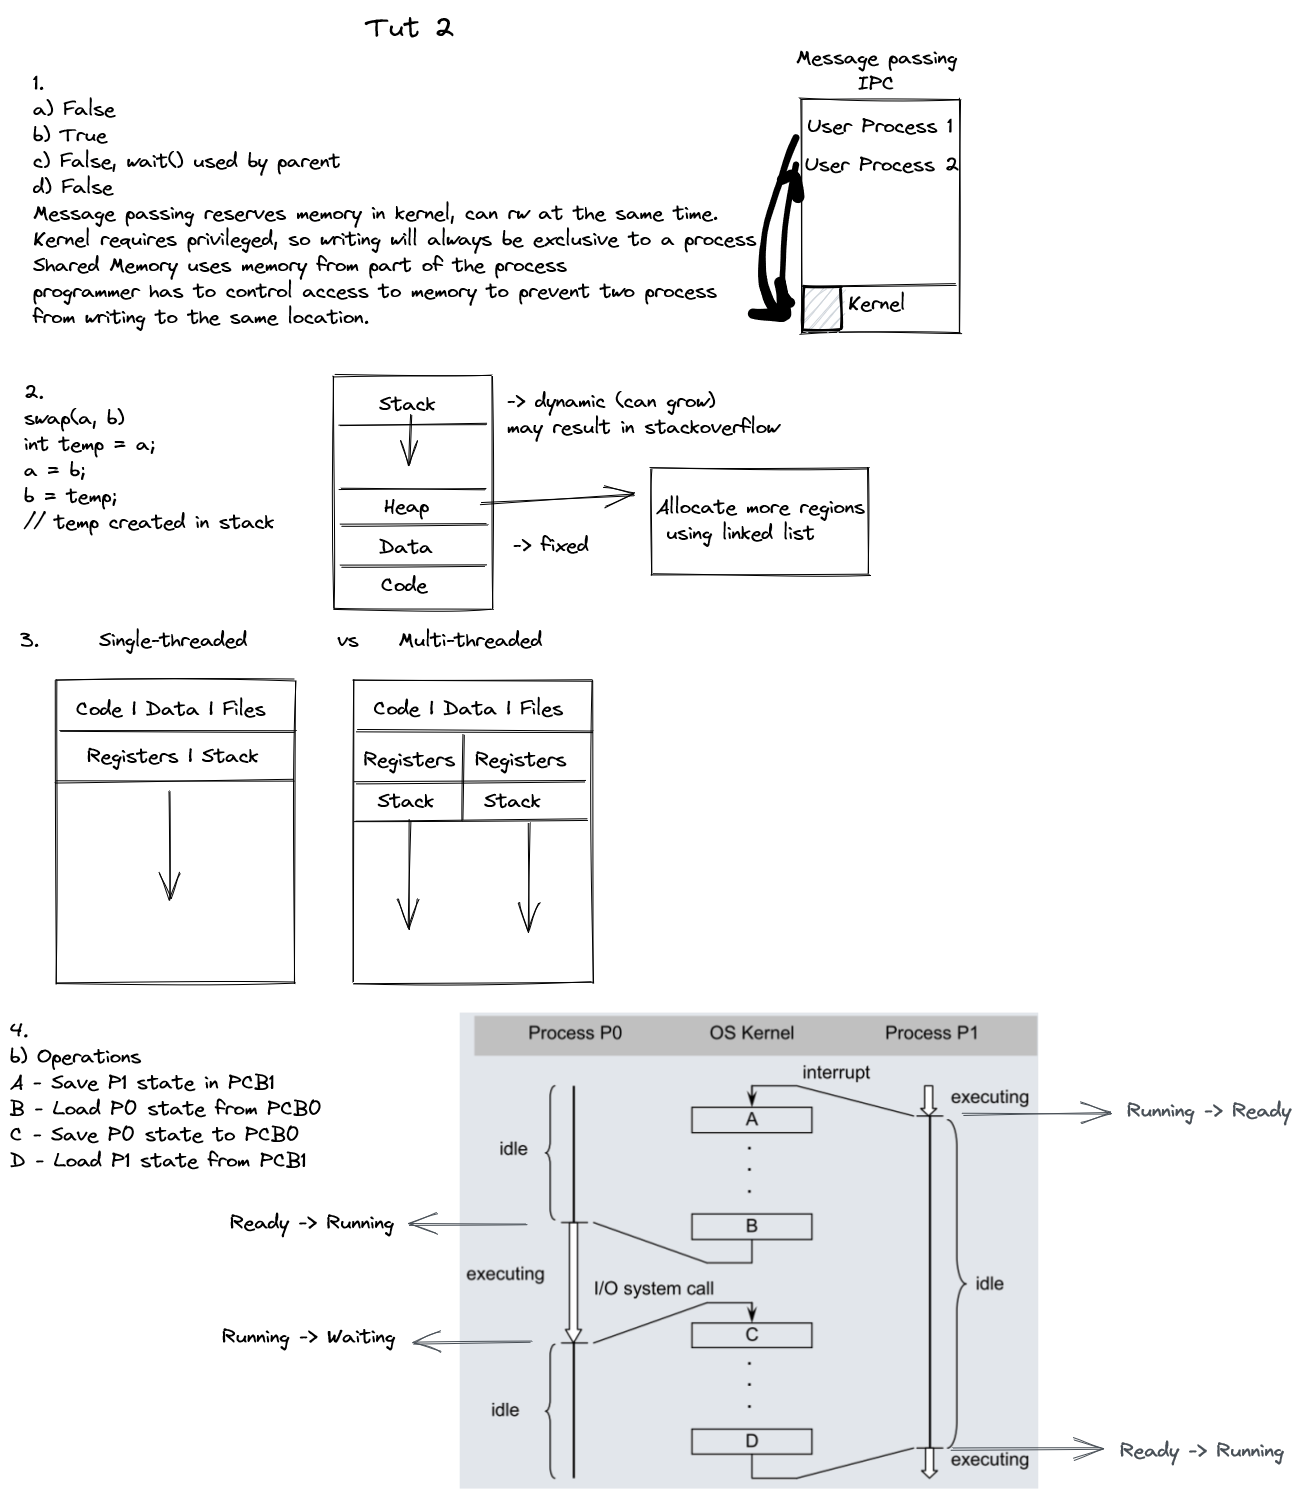 Tut 2
1.
a) False
b) True
c) False, wait() used by parent
d) False
Message passing reserves memory in kernel, can rw at the same time.
Kernel requires privileged, so writing will always be exclusive to a process
Shared Memory uses memory from part of the process
programmer has to control access to memory to prevent two process
from writing to the same location.
Message passing
IPC
User Process 1
User Process 2
Kernel
2.
swap(a, b)
int temp = a;
a = b;
b = temp;
// temp created in stack
Stack
Heap
Data
Code
-> dynamic (can grow)
may result in stackoverflow
-> fixed
Allocate more regions
using linked list
3.
Single-threaded
vs
Multi-threaded
Code | Data | Files
Registers | Stack
Code | Data | Files
Registers
Registers
Stack
Stack
4.
b) Operations
A - Save P1 state in PCB1
B - Load P0 state from PCB0
C - Save P0 state to PCB0
D - Load P1 state from PCB1
Process P0
OS Kernel
Process P1
interrupt
executing
Running -> Ready
A
idle
Ready -> Running
B
executing
I/O system call
idle
Running -> Waiting
C
idle
D
executing
Ready -> Running